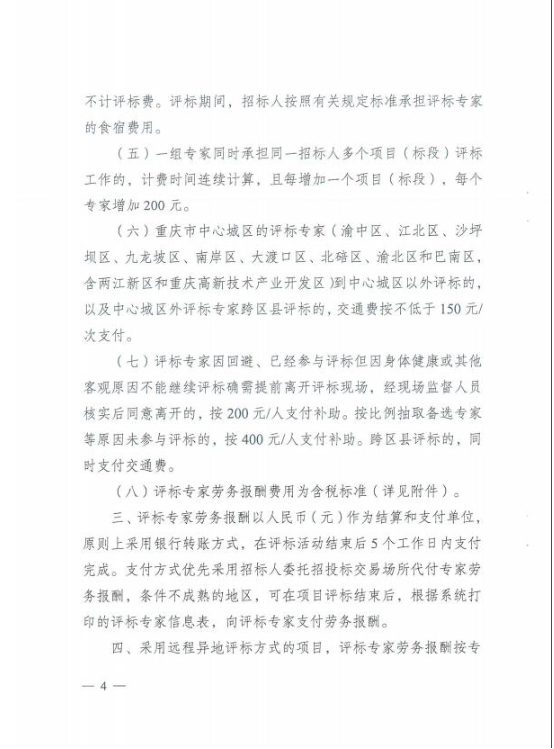 不计评标费。评标期间，招标人按照有关规定标准承担评标专家
的食宿费用。
（五）一组专家同时承担同一招标人多个项目（标段）评标
工作的，计费时间连续计算，且每增加一个项目（标段），每个
专家增加 200 元。
（六）重庆市中心城区的评标专家（渝中区、江北区、沙坪
坝区、九龙坡区、南岸区、大渡口区、北碚区、渝北区和巴南区，
含两江新区和重庆高新技术产业开发区）到中心城区以外评标的，
以及中心城区外评标专家跨区县评标的，交通费按不低于 150 元/
次支付。
（七）评标专家因回避、已经参与评标但因身体健康或其他
客观原因不能继续评标确需提前离开评标现场，经现场监督人员
核实后同意离开的，按 200 元/人支付补助。按比例抽取备选专家
等原因未参与评标的，按 400 元/人支付补助。跨区县评标的，同
时支付交通费。
（八）评标专家劳务报酬费用为含税标准（详见附件）。
三、评标专家劳务报酬以人民币（元）作为结算和支付单位，
原则上采用银行转账方式，在评标活动结束后 5 个工作日内支付
完成。支付方式优先采用招标人委托招投标交易场所代付专家劳
务报酬，条件不成熟的地区，可在项目评标结束后，根据系统打
印的评标专家信息表，向评标专家支付劳务报酬。
四、采用远程异地评标方式的项目，评标专家劳务报酬按专
— 4 —